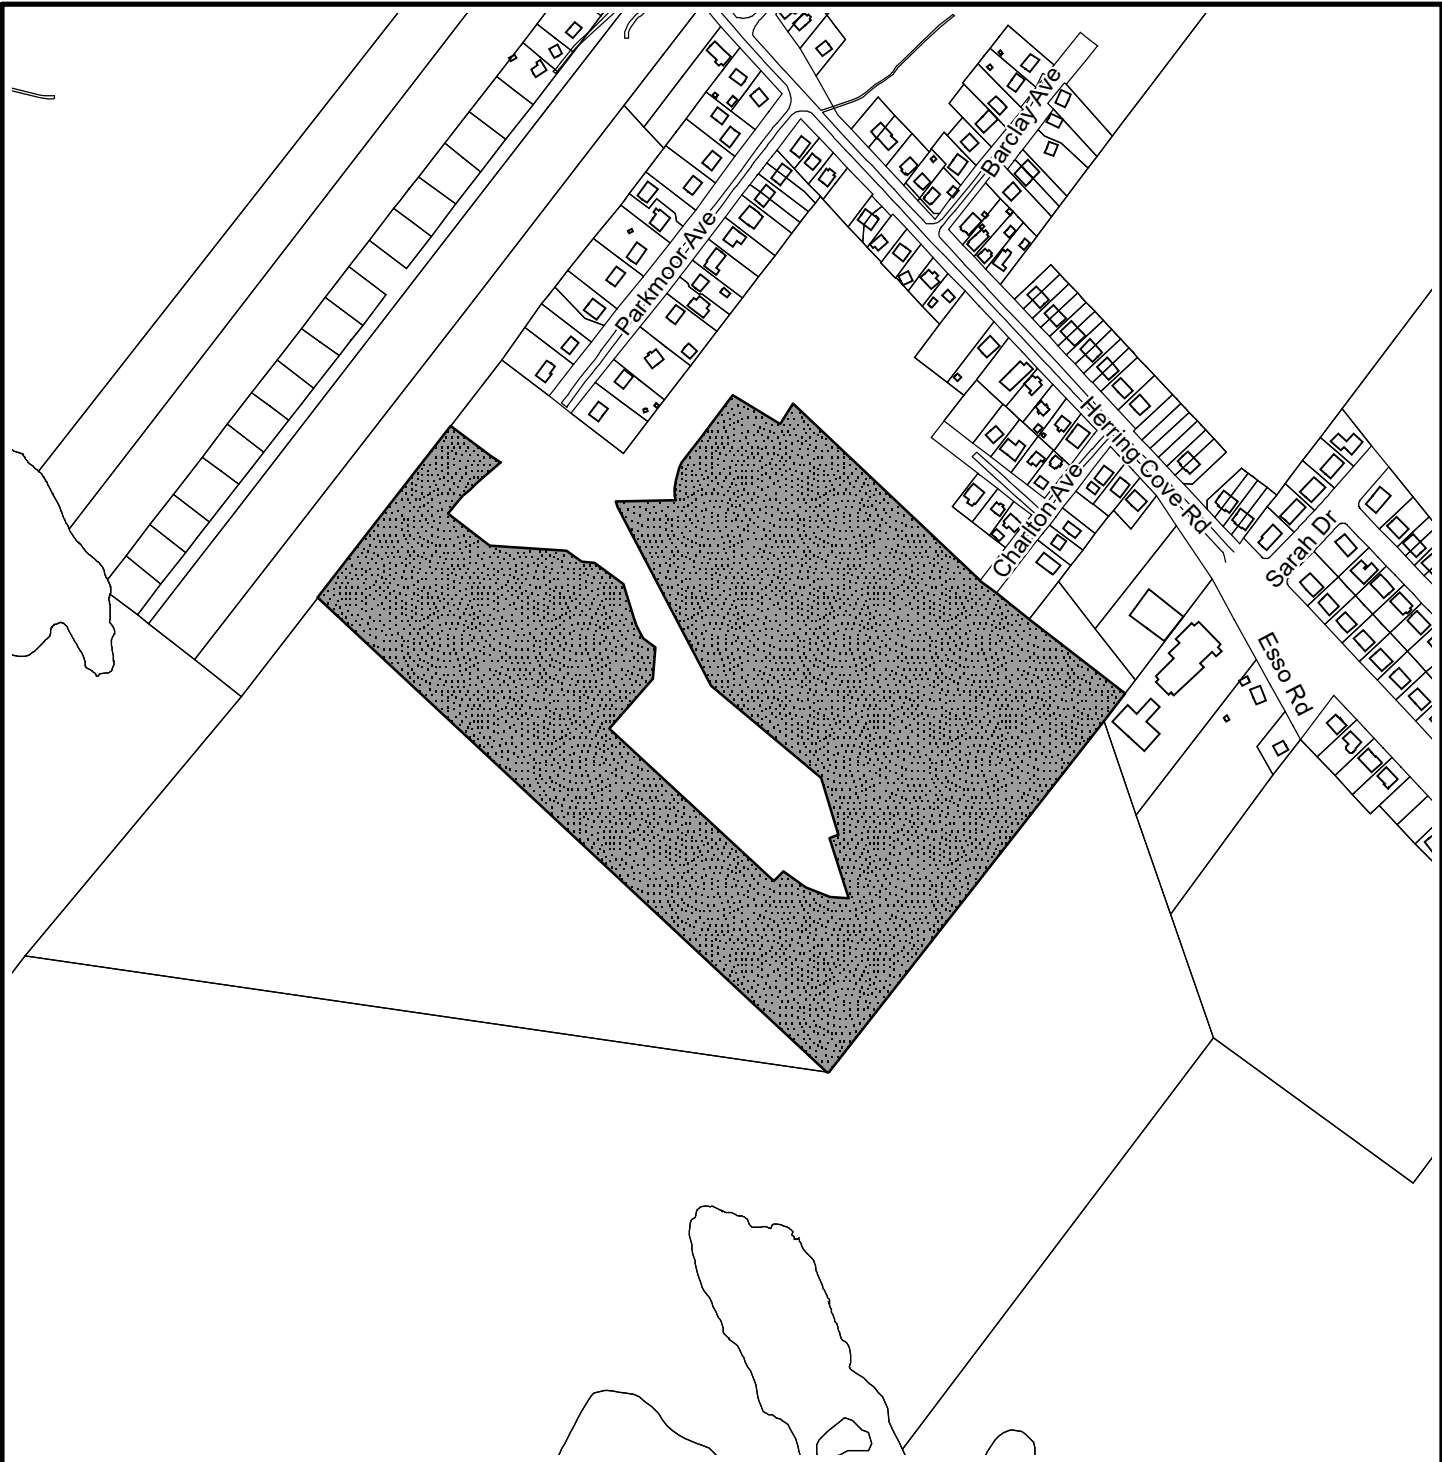 Barclay Ave
Parkmoor Ave
Herring Cove Rd
Charlton Ave
Sarah Dr
Esso Rd